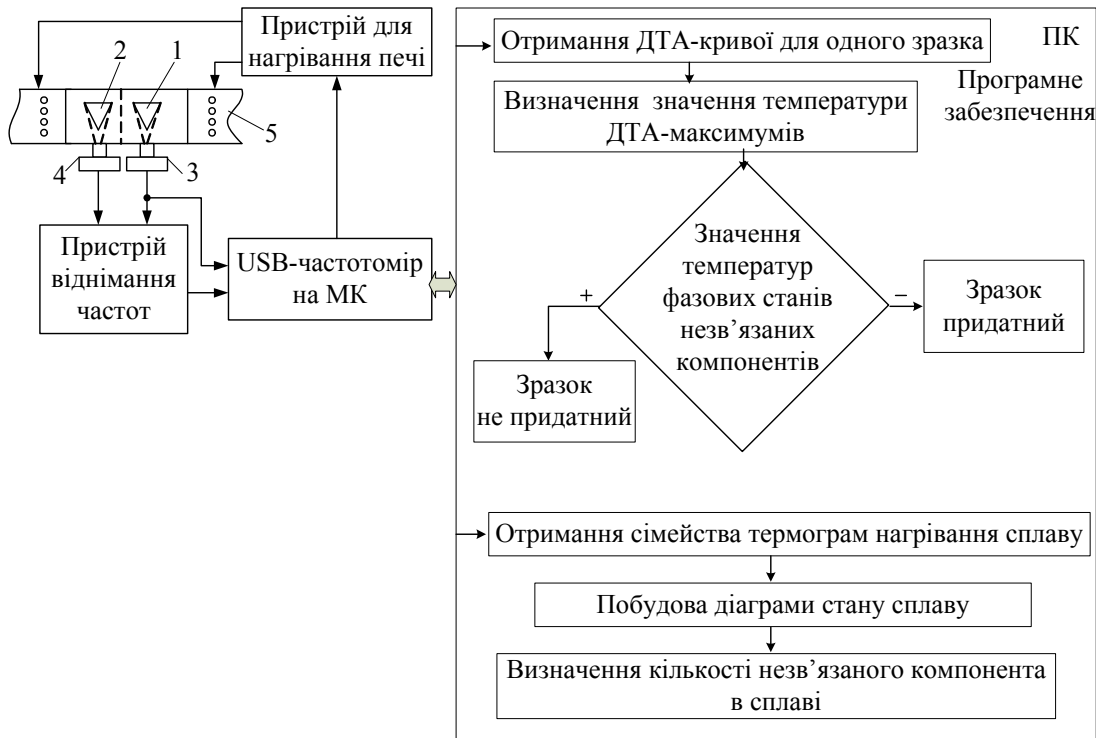 Пристрій для
нагрівання печі
2
1
5
4
3
Пристрій
віднімання
частот
USB-частотомір
на МК
ПК
Програмне
забезпечення
Отримання ДТА-кривої для одного зразка
Визначення значення температури
ДТА-максимумів
Значення
температур
фазових станів
незв’язаних
компонентів
+
−
Зразок
не придатний
Зразок
придатний
Отримання сімейства термограм нагрівання сплаву
Побудова діаграми стану сплаву
Визначення кількості незв’язаного компонента
в сплаві